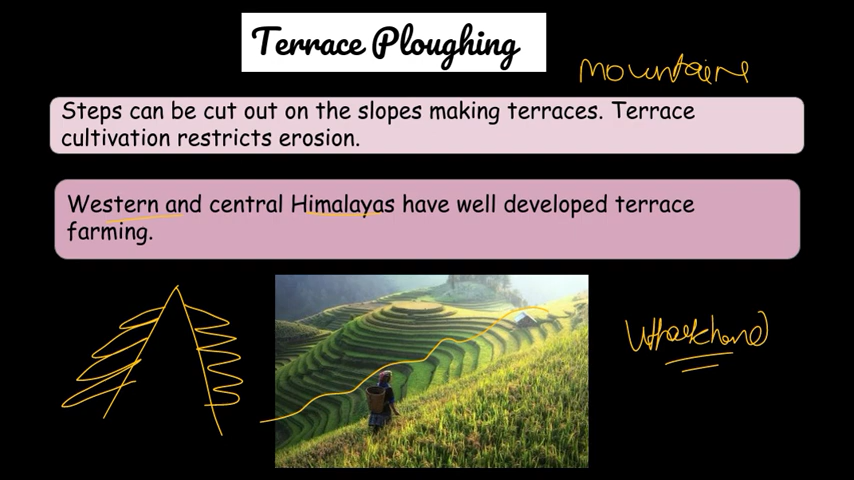 Terrace Ploughing
mountains
Steps can be cut out on the slopes making terraces. Terrace
cultivation restricts erosion.
Western and central Himalayas have well developed terrace
farming.
Uttarakhand